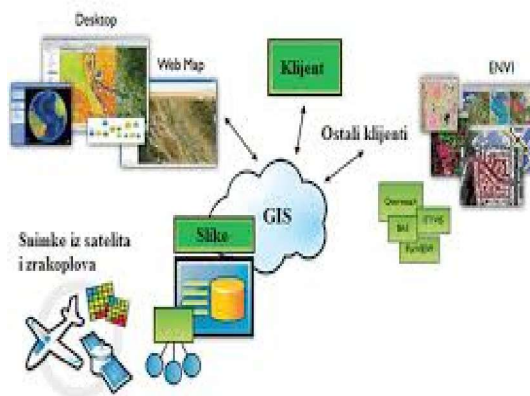 Desktop
Web Map
Klijent
ENVI
Ostali klijenti
GIS
Slike
Snimke iz satelita
i zrakoplova